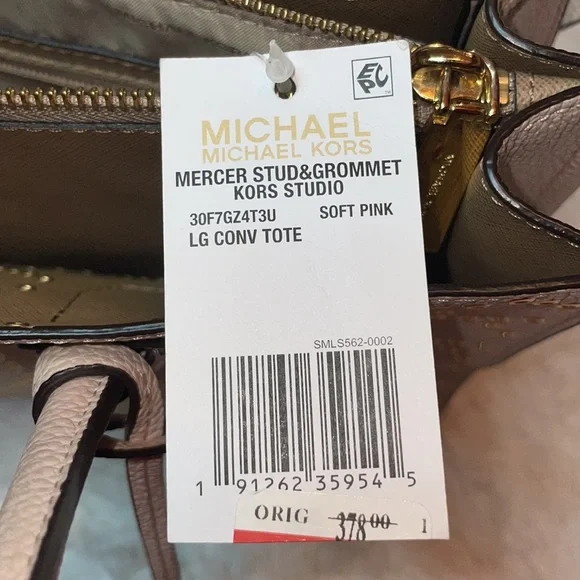 EPC
MICHAEL
MICHAEL KORS
MERCER STUD&GROMMET
KORS STUDIO
30F7GZ4T3U SOFT PINK
LG CONV TOTE
SMLS562-0002
1 91262 35954 5
ORIG 378.00 1